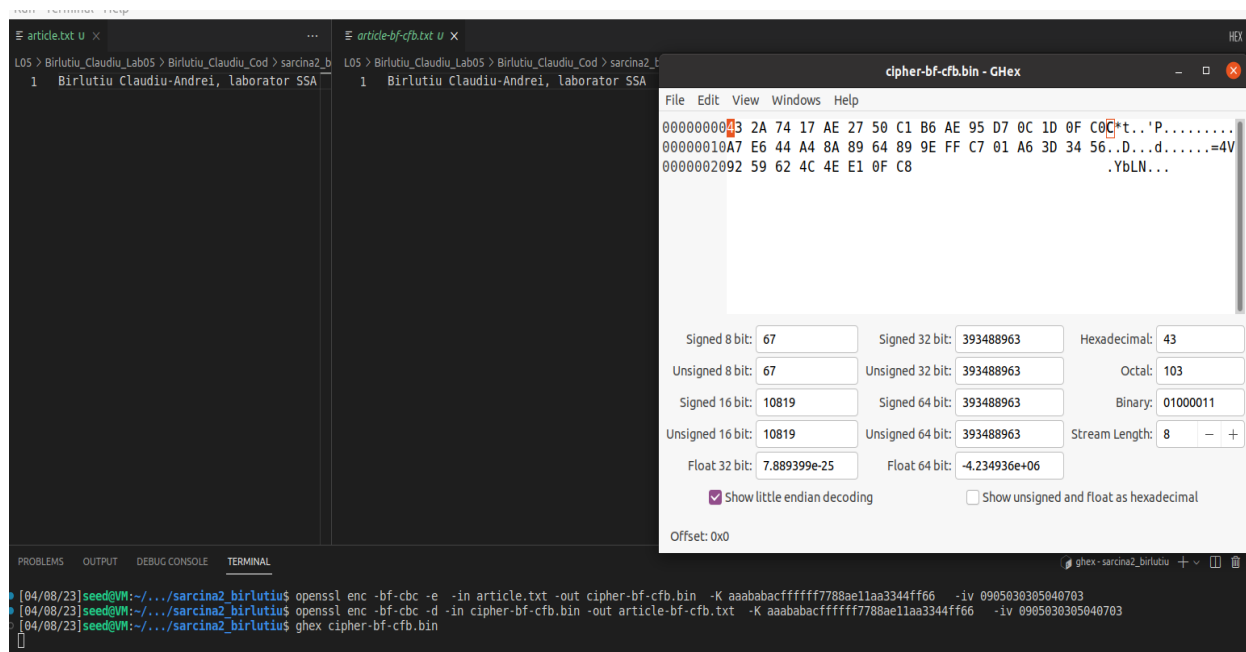 Run Terminal Help
article.txt U ×
...
article-bf-cfb.txt U ×
HEX
L05 > Birlutiu_Claudiu_Lab05 > Birlutiu_Claudiu_Cod > sarcina2_b
1 Birlutiu Claudiu-Andrei, laborator SSA
L05 > Birlutiu_Claudiu_Lab05 > Birlutiu_Claudiu_Cod > sarcina2_b
1 Birlutiu Claudiu-Andrei, laborator SSA
cipher-bf-cfb.bin - GHex
File Edit View Windows Help
00000000 43 2A 74 17 AE 27 50 C1 B6 AE 95 D7 0C 1D 0F C0 C*t..'P.........
00000010 A7 E6 44 A4 8A 89 64 89 9E FF C7 01 A6 3D 34 56 ..D...d......=4V
00000020 92 59 62 4C 4E E1 0F C8 .YbLN...
Signed 8 bit: 67 Signed 32 bit: 393488963 Hexadecimal: 43
Unsigned 8 bit: 67 Unsigned 32 bit: 393488963 Octal: 103
Signed 16 bit: 10819 Signed 64 bit: 393488963 Binary: 01000011
Unsigned 16 bit: 10819 Unsigned 64 bit: 393488963 Stream Length: 8 − +
Float 32 bit: 7.889399e-25 Float 64 bit: -4.234936e+06
Show little endian decoding Show unsigned and float as hexadecimal
Offset: 0x0
PROBLEMS OUTPUT DEBUG CONSOLE TERMINAL
ghex - sarcina2_birlutiu
[04/08/23]seed@VM:~/.../sarcina2_birlutiu$ openssl enc -bf-cbc -e -in article.txt -out cipher-bf-cfb.bin -K aaababacffffff7788ae11aa3344ff66 -iv 0905030305040703
[04/08/23]seed@VM:~/.../sarcina2_birlutiu$ openssl enc -bf-cbc -d -in cipher-bf-cfb.bin -out article-bf-cfb.txt -K aaababacffffff7788ae11aa3344ff66 -iv 0905030305040703
[04/08/23]seed@VM:~/.../sarcina2_birlutiu$ ghex cipher-bf-cfb.bin